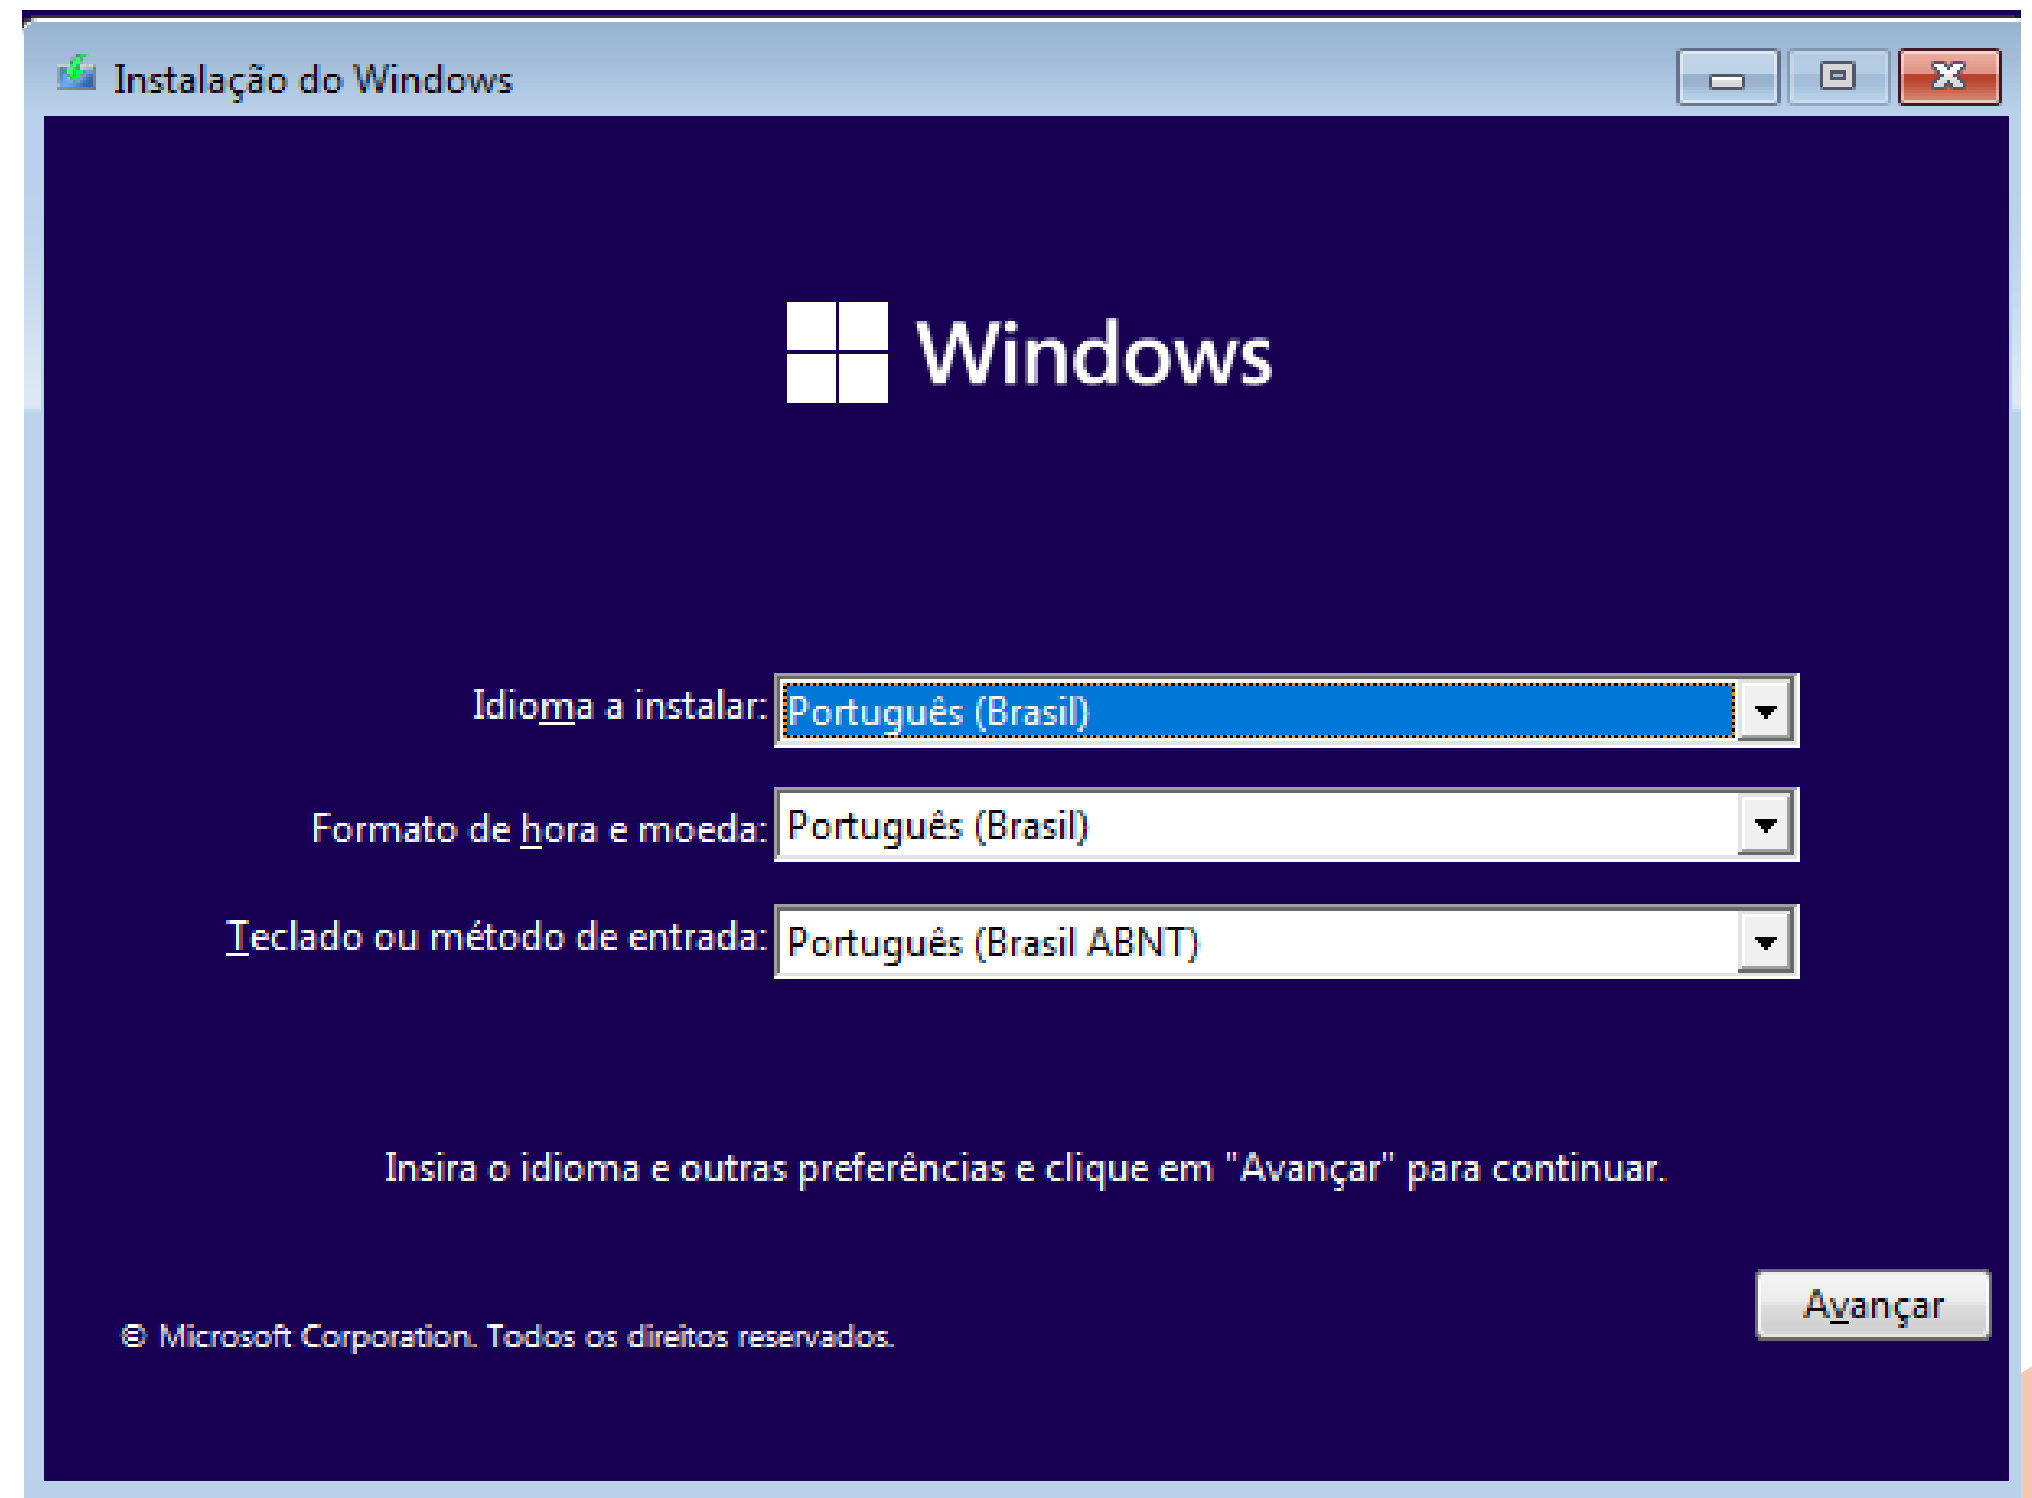 Instalação do Windows
Windows
Idioma a instalar: Português (Brasil)
Formato de hora e moeda: Português (Brasil)
Teclado ou método de entrada: Português (Brasil ABNT)
Insira o idioma e outras preferências e clique em "Avançar" para continuar.
Avançar
© Microsoft Corporation. Todos os direitos reservados.